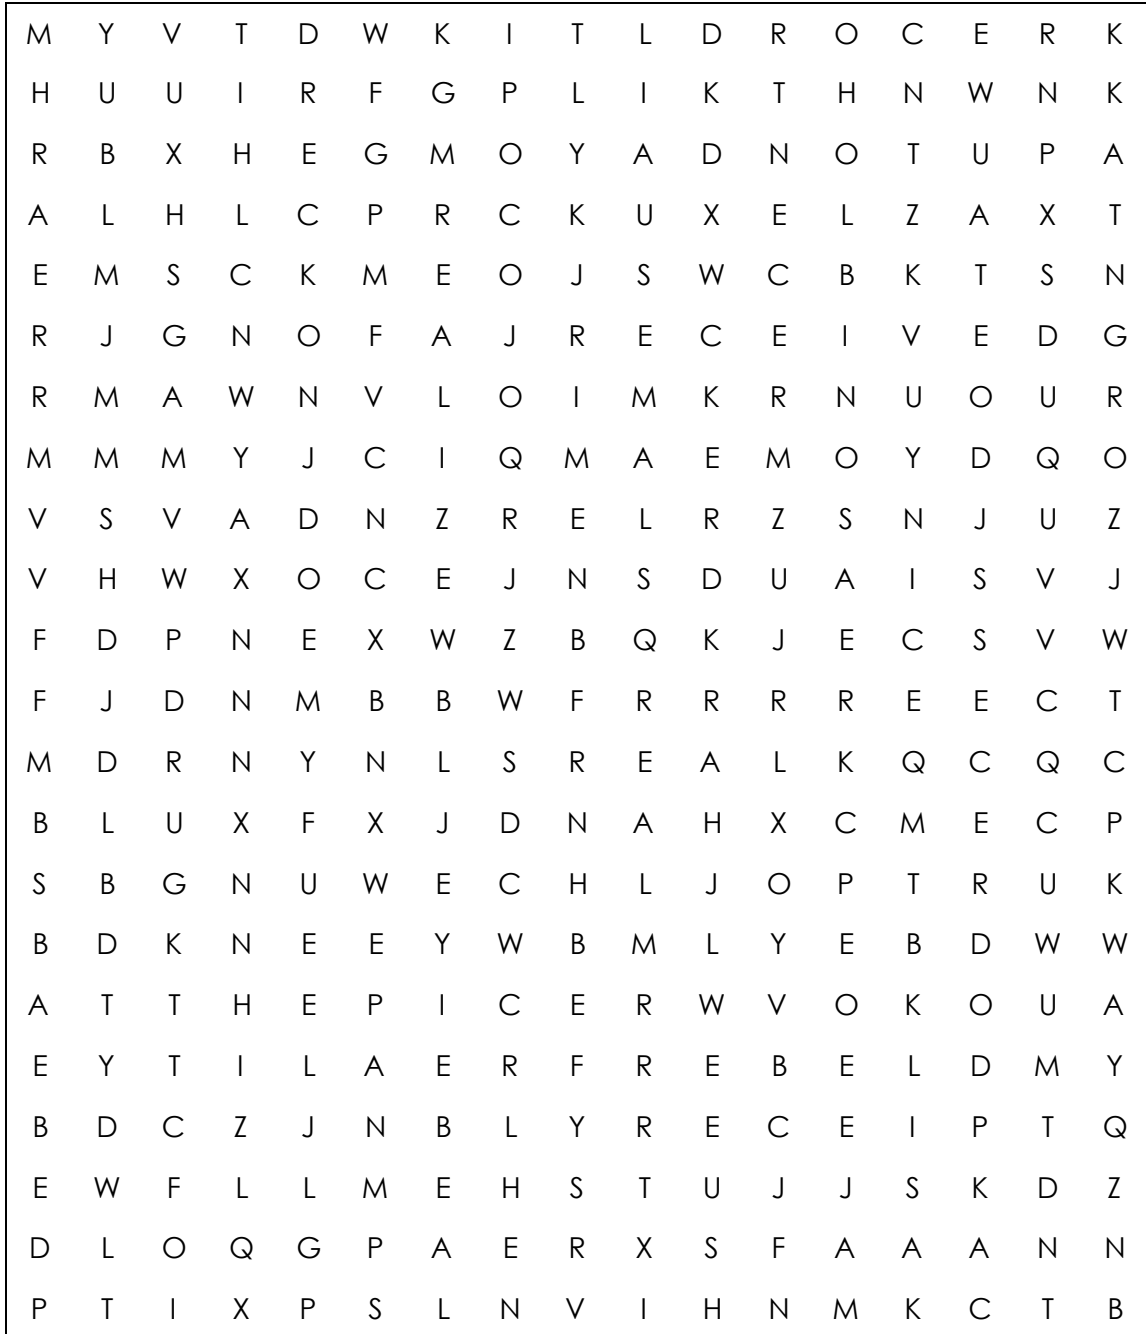 M Y V T D W K I T L D R O C E R K
H U U I R F G P L I K T H N W N K
R B X H E G M O Y A D N O T U P A
A L H L C P R C K U X E L Z A X T
E M S C K M E O J S W C B K T S N
R J G N O F A J R E C E I V E D G
R M A W N V L O I M K R N U O U R
M M M Y J C I Q M A E M O Y D Q O
V S V A D N Z R E L R Z S N J U Z
V H W X O C E J N S D U A I S V J
F D P N E X W Z B Q K J E C S V W
F J D N M B B W F R R R R E E C T
M D R N Y N L S R E A L K Q C Q C
B L U X F X J D N A H X C M E C P
S B G N U W E C H L J O P T R U K
B D K N E E Y W B M L Y E B D W W
A T T H E P I C E R W V O K O U A
E Y T I L A E R F R E B E L D M Y
B D C Z J N B L Y R E C E I P T Q
E W F L L M E H S T U J J S K D Z
D L O Q G P A E R X S F A A A N N
P T I X P S L N V I H N M K C T B